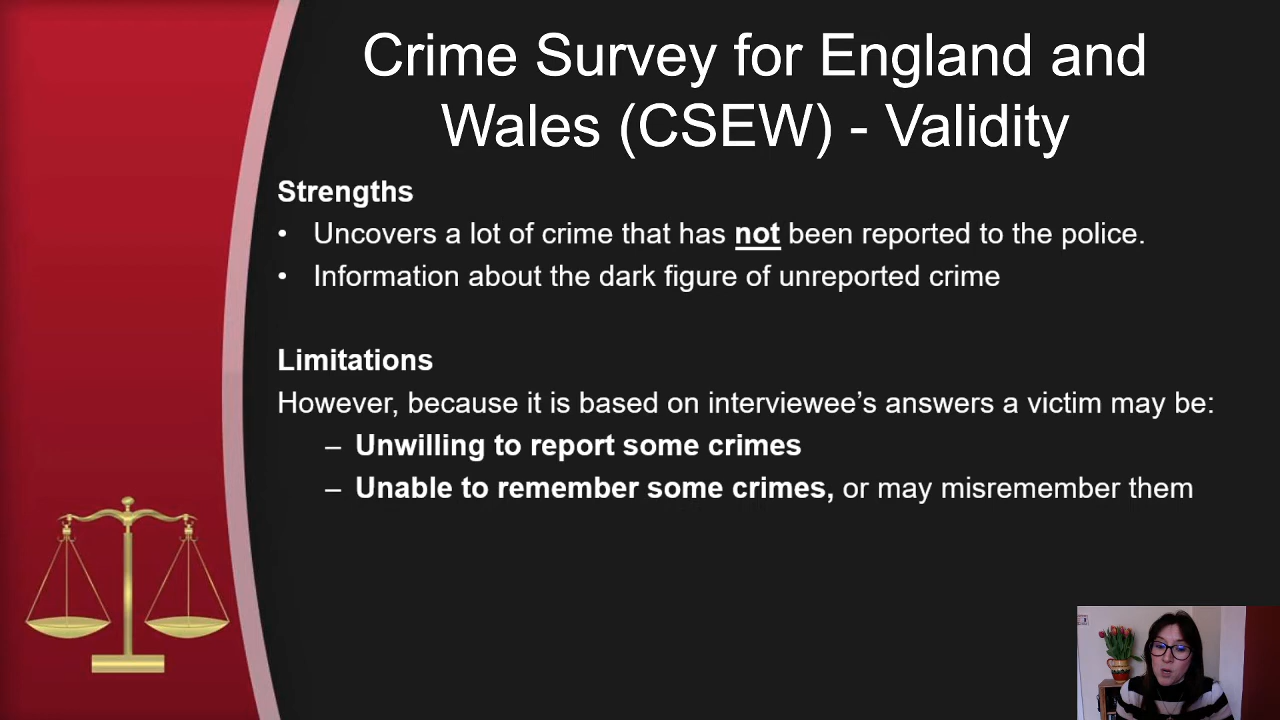 Crime Survey for England and
Wales (CSEW) - Validity
Strengths
• Uncovers a lot of crime that has not been reported to the police.
• Information about the dark figure of unreported crime
Limitations
However, because it is based on interviewee’s answers a victim may be:
– Unwilling to report some crimes
– Unable to remember some crimes, or may misremember them